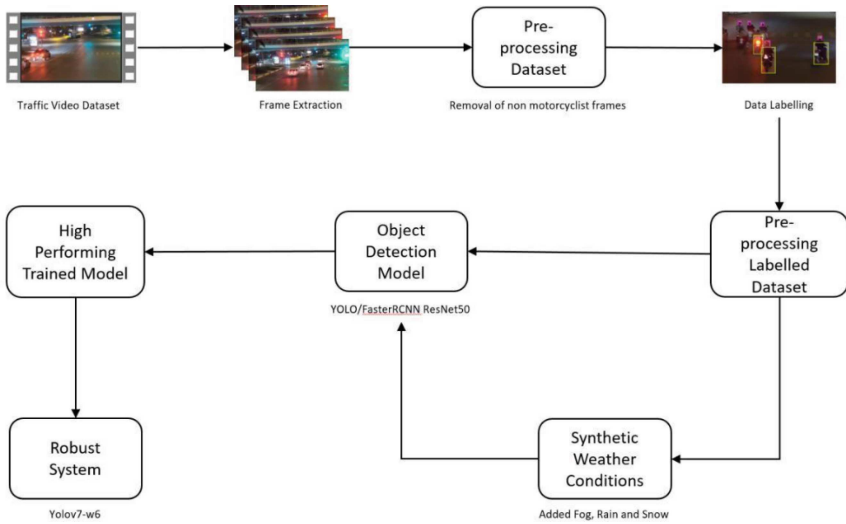 Pre-
processing
Dataset
Traffic Video Dataset
Frame Extraction
Removal of non motorcyclist frames
Data Labelling
High
Performing
Trained Model
Object
Detection
Model
Pre-
processing
Labelled
Dataset
YOLO/FasterRCNN ResNet50
Robust
System
Synthetic
Weather
Conditions
Yolov7-w6
Added Fog, Rain and Snow